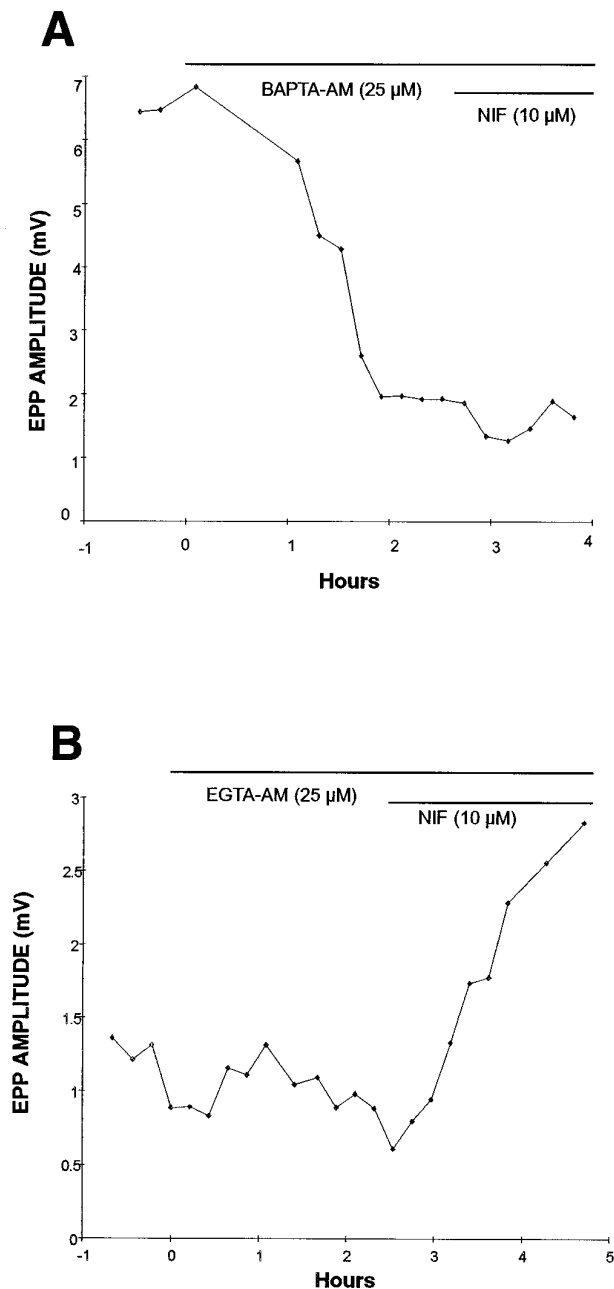 A
BAPTA-AM (25 µM)
NIF (10 µM)
7
6
5
4
3
2
1
0
EPP AMPLITUDE (mV)
-1 0 1 2 3 4
Hours
B
EGTA-AM (25 µM)
NIF (10 µM)
3
2.5
2
1.5
1
0.5
0
EPP AMPLITUDE (mV)
-1 0 1 2 3 4 5
Hours